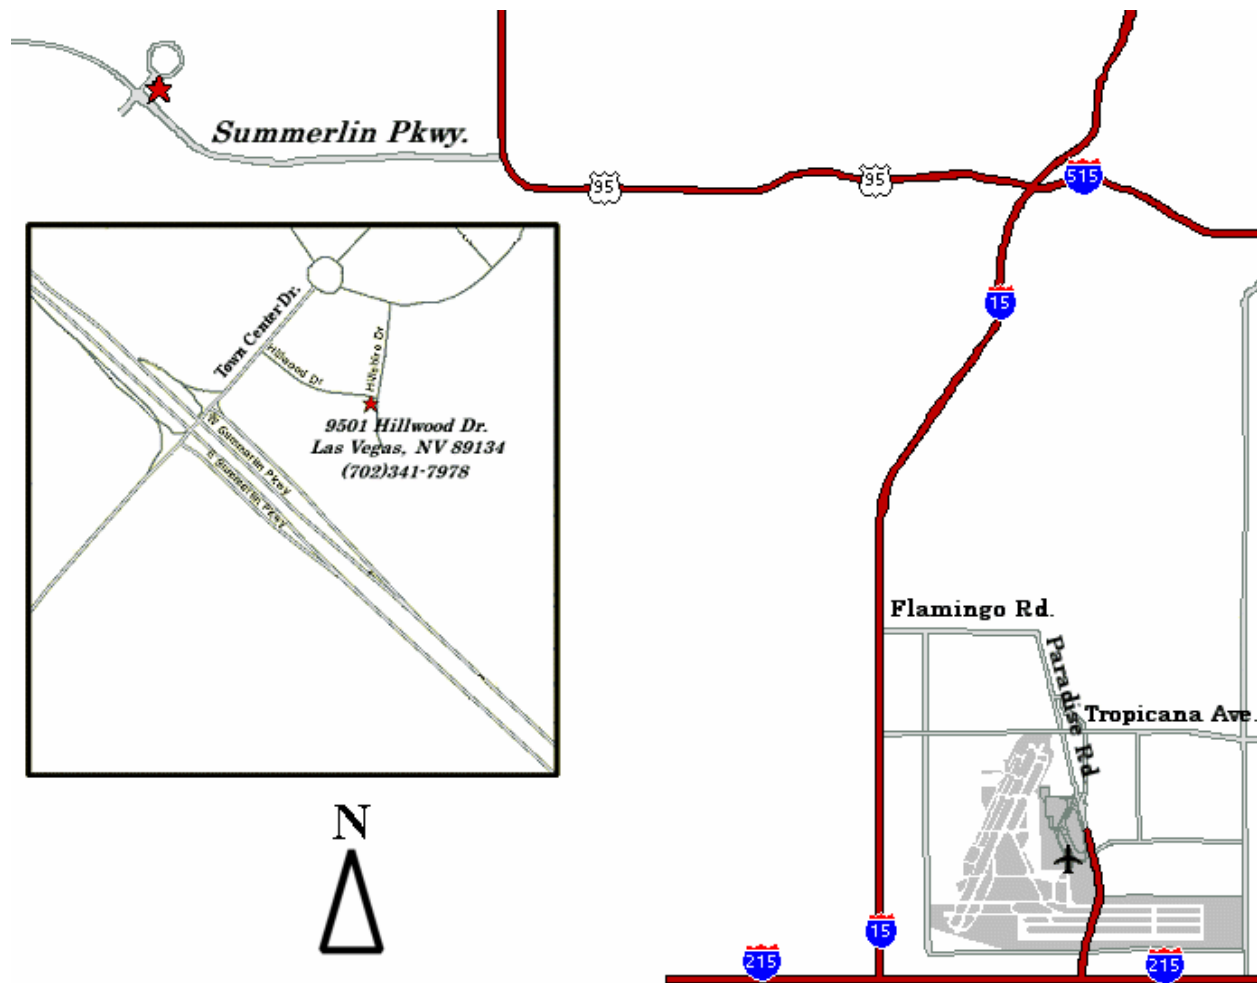 Summerlin Pkwy.
95
95
515
15
Town Center Dr.
Hillwood Dr
Hillshire Dr
9501 Hillwood Dr.
Las Vegas, NV 89134
(702)341-7978
W Summerlin Pkwy
E Summerlin Pkwy
Flamingo Rd.
Paradise Rd
Tropicana Ave.
N
15
215
215